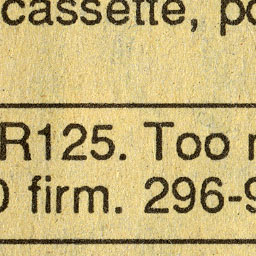 cassette, po
R125. Too
0 firm. 296-9